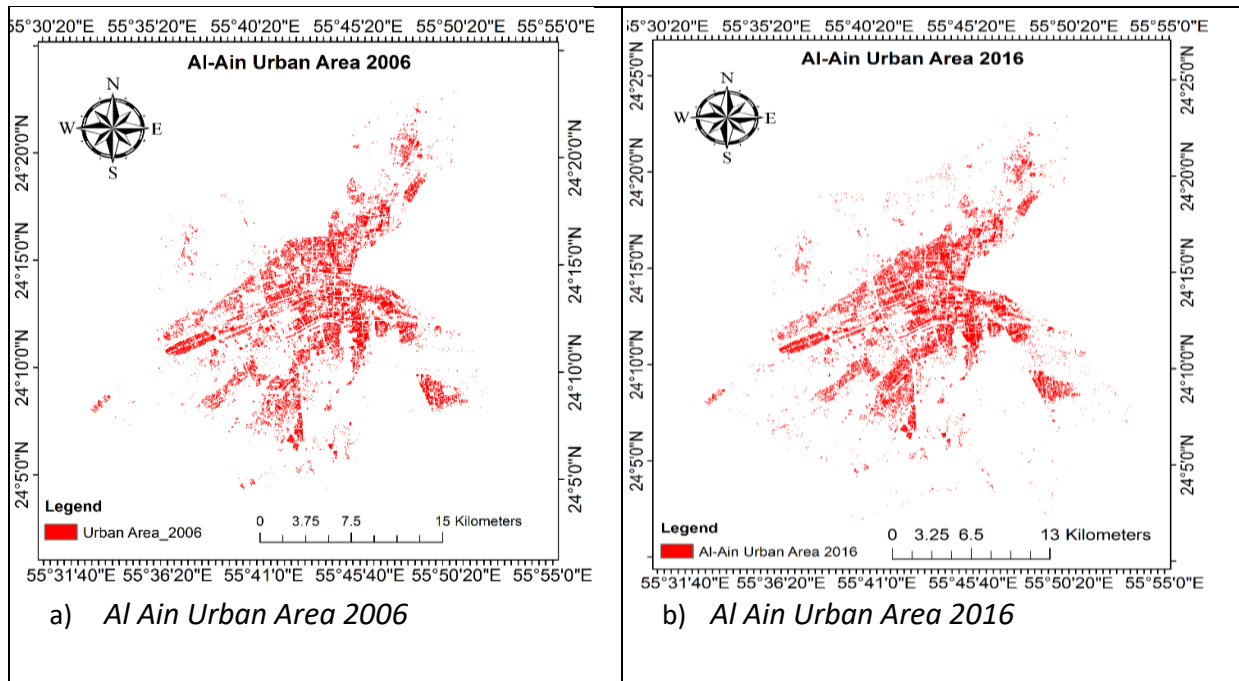 55°30'20"E 55°35'20"E 55°40'20"E 55°45'20"E 55°50'20"E 55°55'0"E
Al-Ain Urban Area 2006
N
W E
S
24°20'0"N 24°20'0"N
24°15'0"N 24°15'0"N
24°10'0"N 24°10'0"N
24°5'0"N 24°5'0"N
Legend
Urban Area_2006
0 3.75 7.5 15 Kilometers
55°31'40"E 55°36'20"E 55°41'0"E 55°45'40"E 55°50'20"E 55°55'0"E
a) Al Ain Urban Area 2006
55°30'20"E 55°35'20"E 55°40'20"E 55°45'20"E 55°50'20"E 55°55'0"E
Al-Ain Urban Area 2016
N
W E
S
24°25'0"N 24°25'0"N
24°20'0"N 24°20'0"N
24°15'0"N 24°15'0"N
24°10'0"N 24°10'0"N
24°5'0"N 24°5'0"N
Legend
Al-Ain Urban Area 2016
0 3.25 6.5 13 Kilometers
55°31'40"E 55°36'20"E 55°41'0"E 55°45'40"E 55°50'20"E 55°55'0"E
b) Al Ain Urban Area 2016